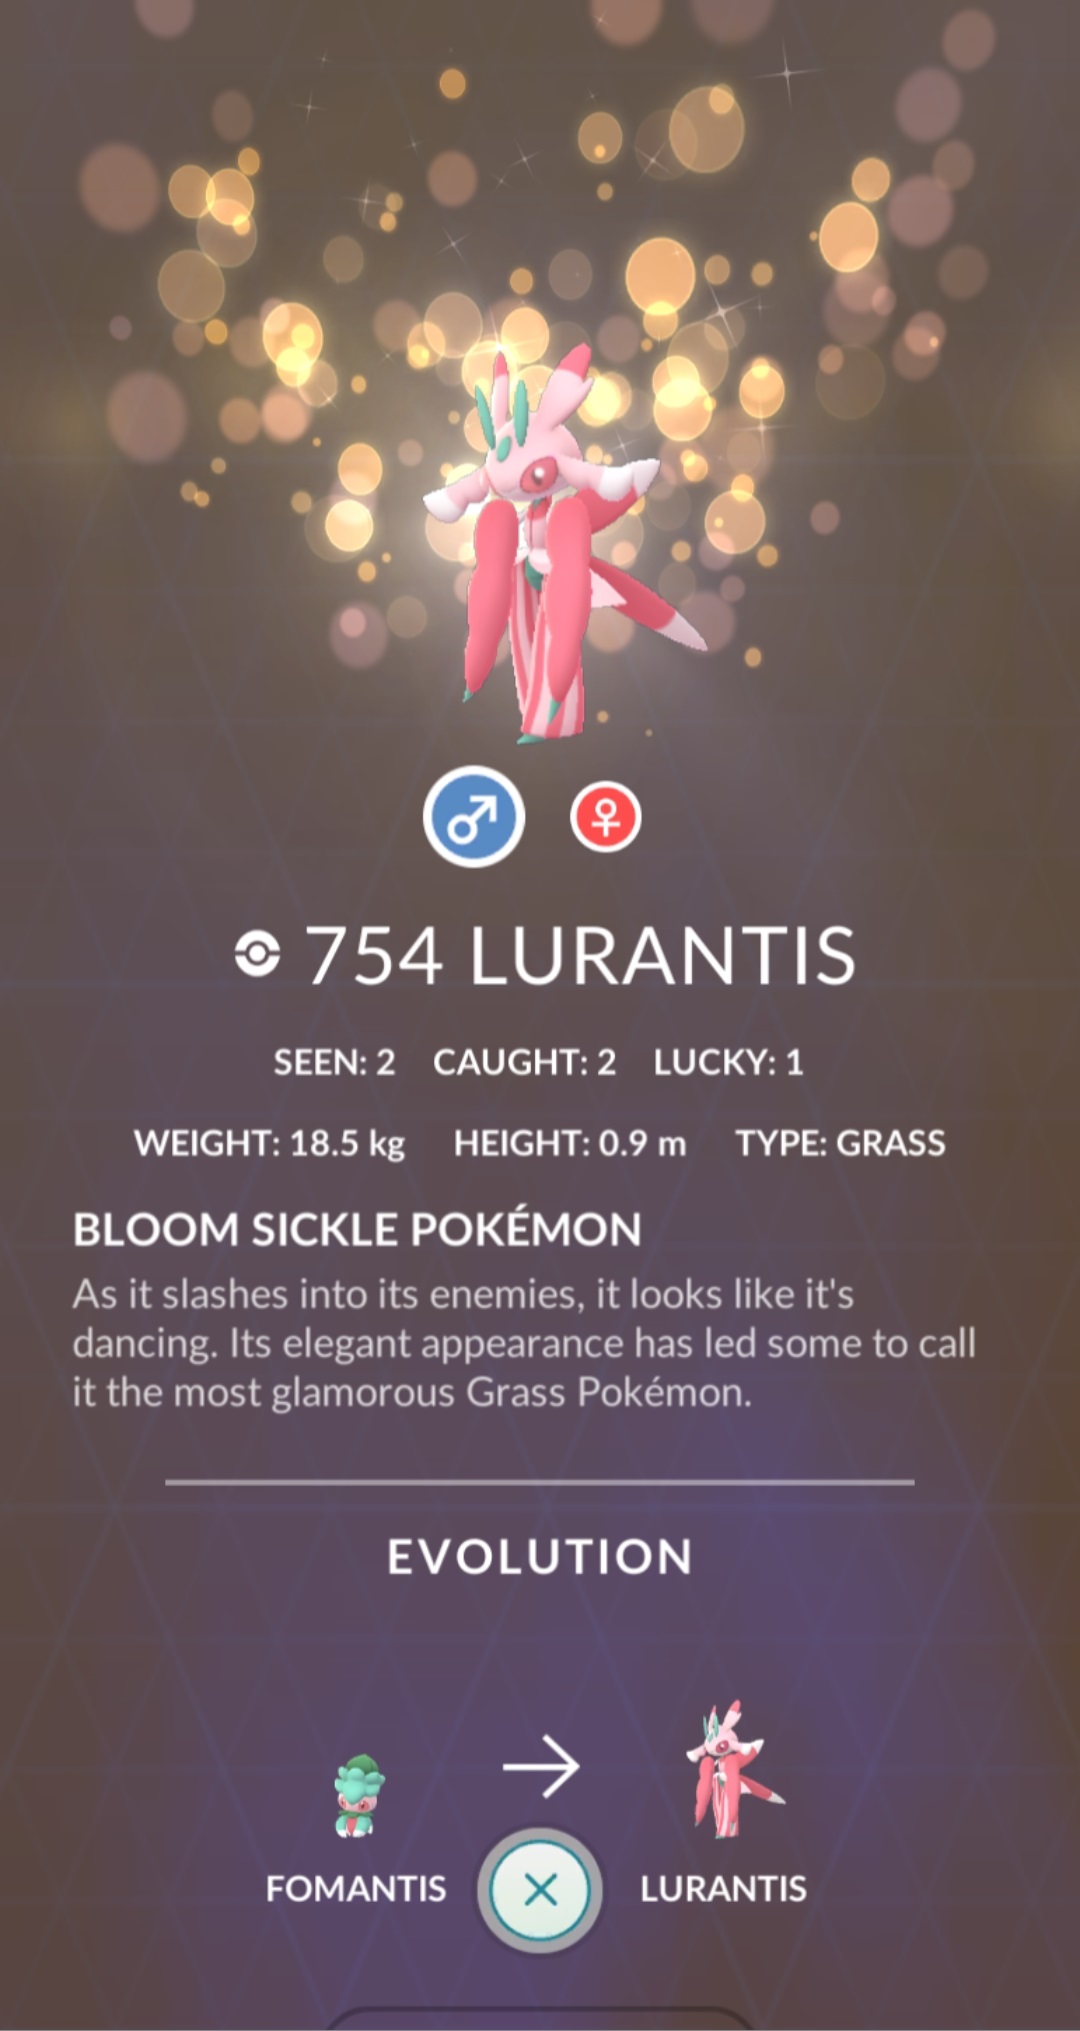 754 LURANTIS
SEEN: 2 CAUGHT: 2 LUCKY: 1
WEIGHT: 18.5 kg HEIGHT: 0.9 m TYPE: GRASS
BLOOM SICKLE POKÉMON
As it slashes into its enemies, it looks like it's
dancing. Its elegant appearance has led some to call
it the most glamorous Grass Pokémon.
EVOLUTION
FOMANTIS LURANTIS